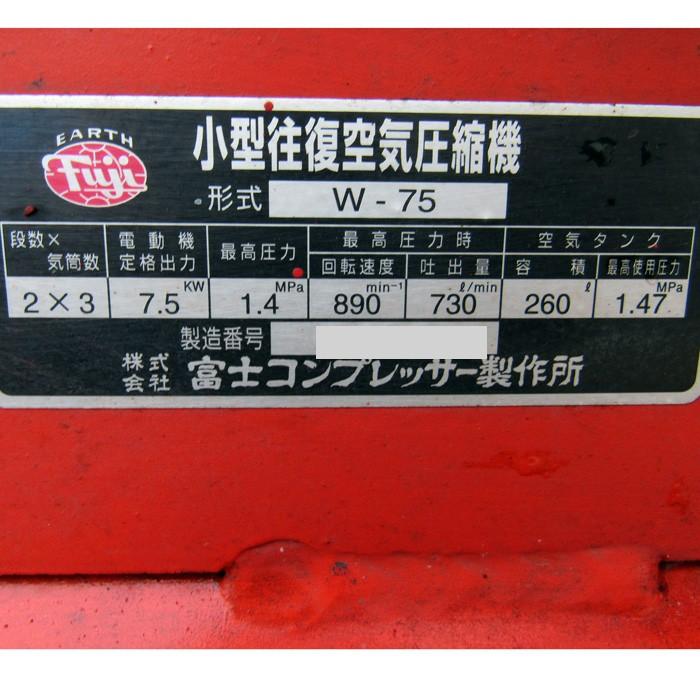 EARTH
Fuji
小型往復空気圧縮機
形式 W-75
段数×気筒数 電動機定格出力 最高圧力 最高圧力時 空気タンク
回転速度 吐出量 容積 最高使用圧力
2×3 7.5 KW 1.4 MPa 890 min⁻¹ 730 ℓ/min 260 ℓ 1.47 MPa
製造番号
株式会社 富士コンプレッサー製作所